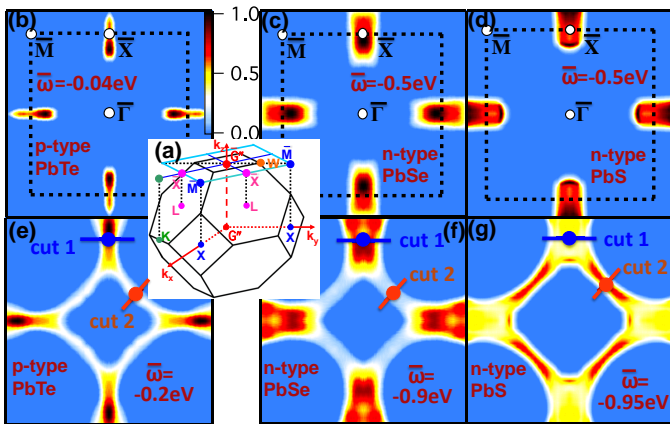 (b)
M̅
X̅
ω̅=-0.04eV
Γ̅
p-type
PbTe
1.0
0.5
0.0
(c)
M̅
X̅
ω̅=-0.5eV
Γ̅
n-type
PbSe
(d)
M̅
X̅
ω̅=-0.5eV
Γ̅
n-type
PbS
(a)
kz
G''
W
M̅
X̅
M̅
X̅
L
L
K
G''
X
X
ky
kx
(e)
cut 1
cut 2
p-type
PbTe
ω̅=
-0.2eV
(f)
cut 1
cut 2
n-type
PbSe
ω̅=
-0.9eV
(g)
cut 1
cut 2
n-type
PbS
ω̅=
-0.95eV